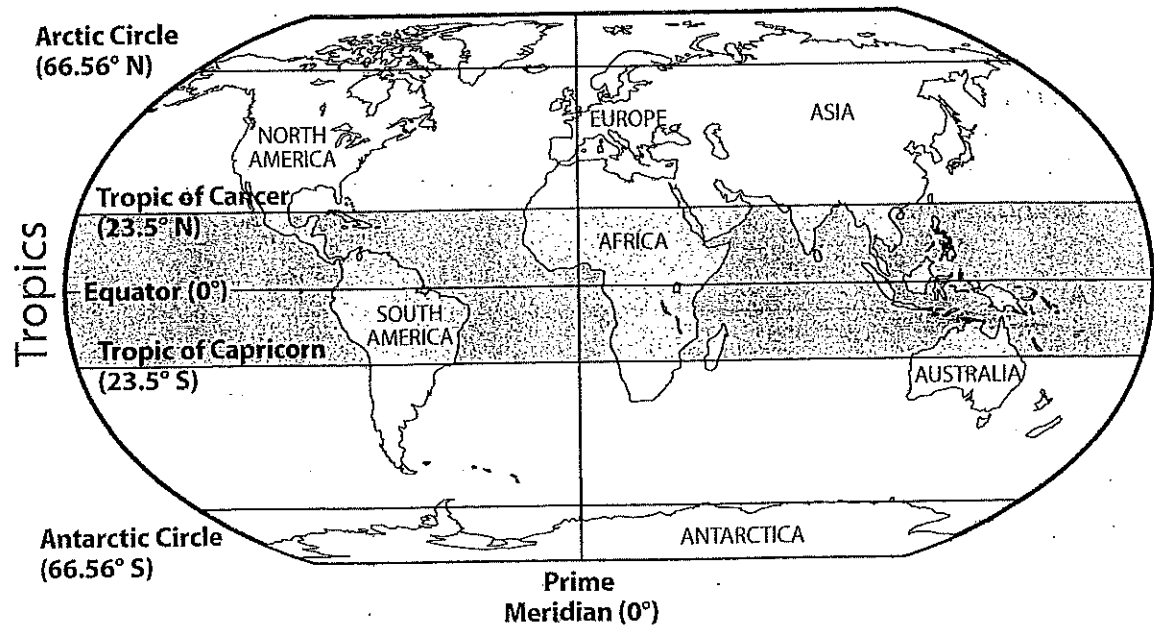 Arctic Circle
(66.56° N)
NORTH
AMERICA
EUROPE
ASIA
Tropic of Cancer
(23.5° N)
AFRICA
Tropics
Equator (0°)
SOUTH
AMERICA
Tropic of Capricorn
(23.5° S)
AUSTRALIA
Antarctic Circle
(66.56° S)
ANTARCTICA
Prime
Meridian (0°)